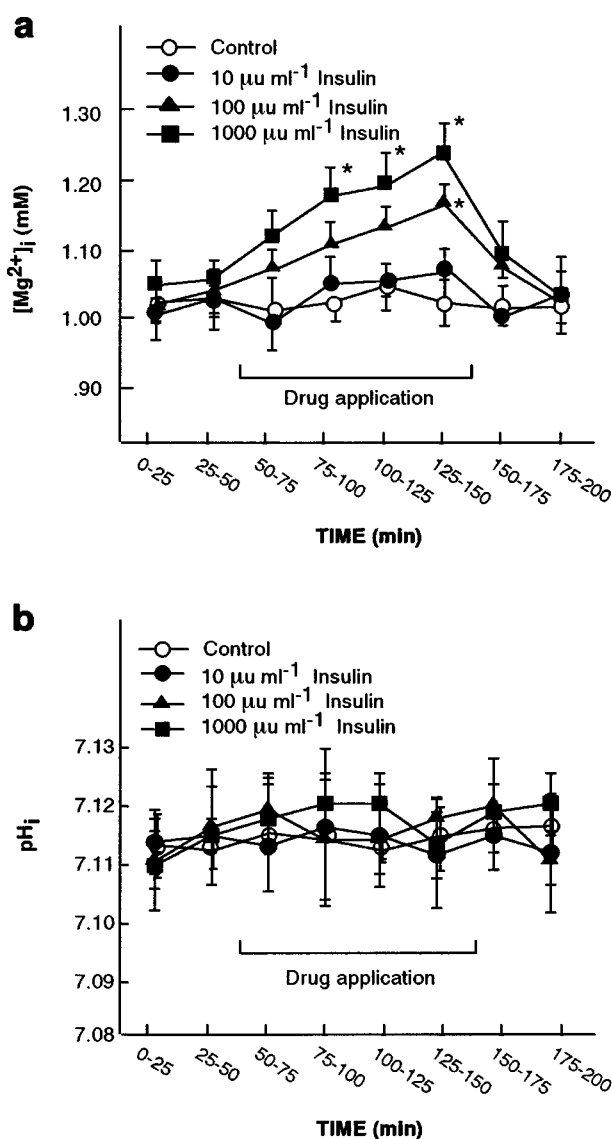 a
Control
10 μu ml-1 Insulin
100 μu ml-1 Insulin
1000 μu ml-1 Insulin
[Mg2+]i (mM)
1.30
1.20
1.10
1.00
.90
*
*
*
*
Drug application
0-25
25-50
50-75
75-100
100-125
125-150
150-175
175-200
TIME (min)
b
Control
10 μu ml-1 Insulin
100 μu ml-1 Insulin
1000 μu ml-1 Insulin
pHi
7.13
7.12
7.11
7.10
7.09
7.08
Drug application
0-25
25-50
50-75
75-100
100-125
125-150
150-175
175-200
TIME (min)